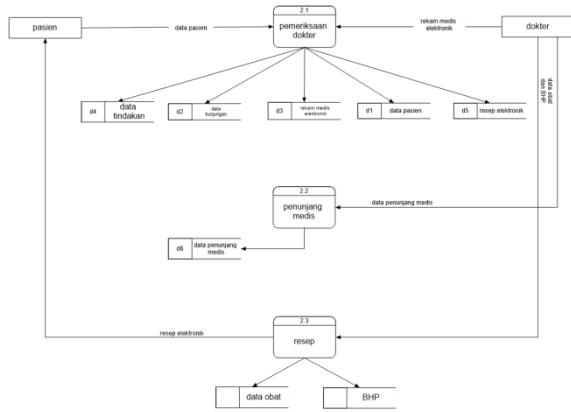 2.1
pasien
data pasien
pemeriksaan
dokter
rekam medis
elektronik
dokter
data obat
dan BHP
d4
data
tindakan
d2
data
kunjungan
d3
rekam medis
elektronik
d1
data pasien
d5
resep elektronik
2.2
penunjang
medis
data penunjang medis
d6
data penunjang
medis
2.3
resep elektronik
resep
data obat
BHP